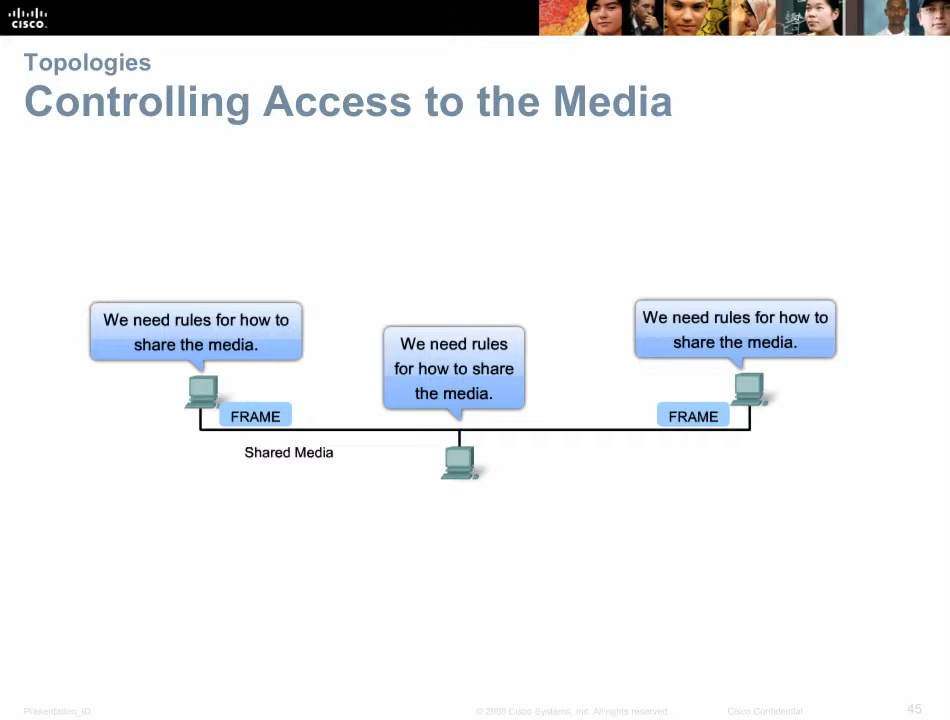 CISCO
Topologies
Controlling Access to the Media
We need rules for how to
share the media.
We need rules
for how to share
the media.
We need rules for how to
share the media.
FRAME
FRAME
Shared Media
Presentation_ID
© 2008 Cisco Systems, Inc. All rights reserved.
Cisco Confidential
45